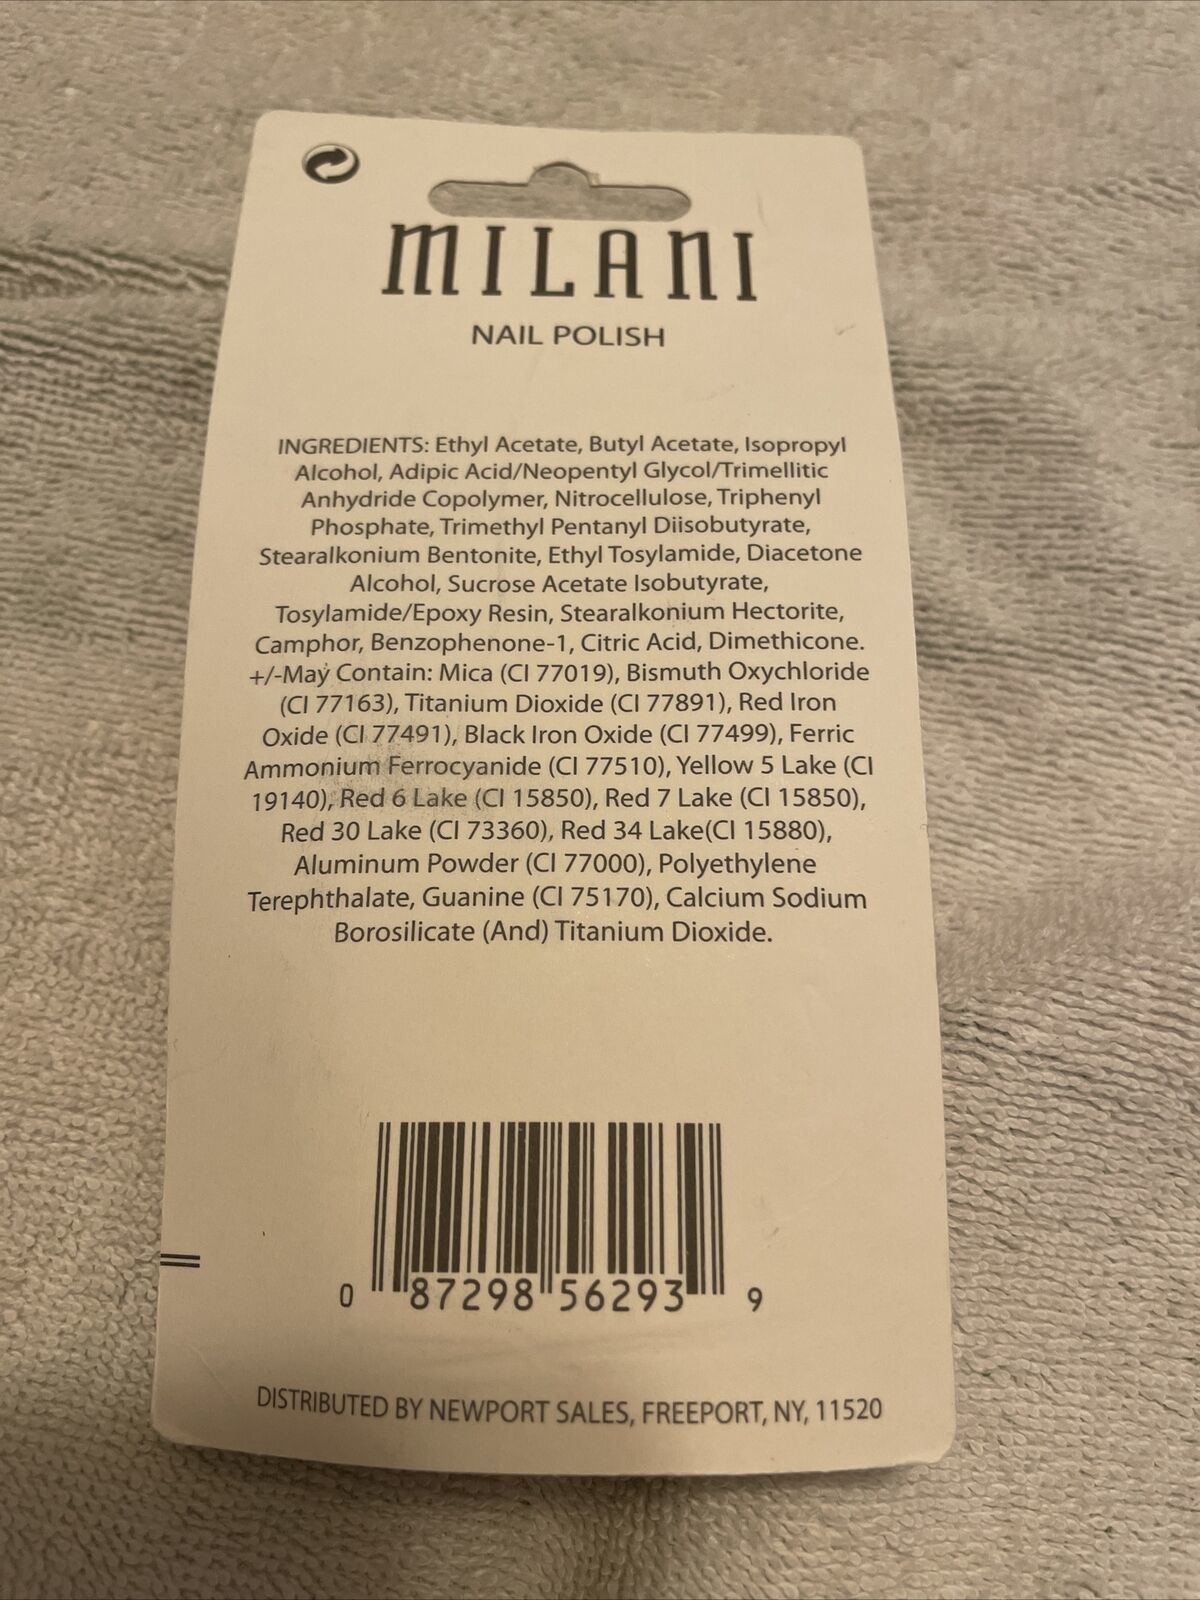 MILANI
NAIL POLISH
INGREDIENTS: Ethyl Acetate, Butyl Acetate, Isopropyl
Alcohol, Adipic Acid/Neopentyl Glycol/Trimellitic
Anhydride Copolymer, Nitrocellulose, Triphenyl
Phosphate, Trimethyl Pentanyl Diisobutyrate,
Stearalkonium Bentonite, Ethyl Tosylamide, Diacetone
Alcohol, Sucrose Acetate Isobutyrate,
Tosylamide/Epoxy Resin, Stearalkonium Hectorite,
Camphor, Benzophenone-1, Citric Acid, Dimethicone.
+/-May Contain: Mica (CI 77019), Bismuth Oxychloride
(CI 77163), Titanium Dioxide (CI 77891), Red Iron
Oxide (CI 77491), Black Iron Oxide (CI 77499), Ferric
Ammonium Ferrocyanide (CI 77510), Yellow 5 Lake (CI
19140), Red 6 Lake (CI 15850), Red 7 Lake (CI 15850),
Red 30 Lake (CI 73360), Red 34 Lake(CI 15880),
Aluminum Powder (CI 77000), Polyethylene
Terephthalate, Guanine (CI 75170), Calcium Sodium
Borosilicate (And) Titanium Dioxide.
0 87298 56293 9
DISTRIBUTED BY NEWPORT SALES, FREEPORT, NY, 11520